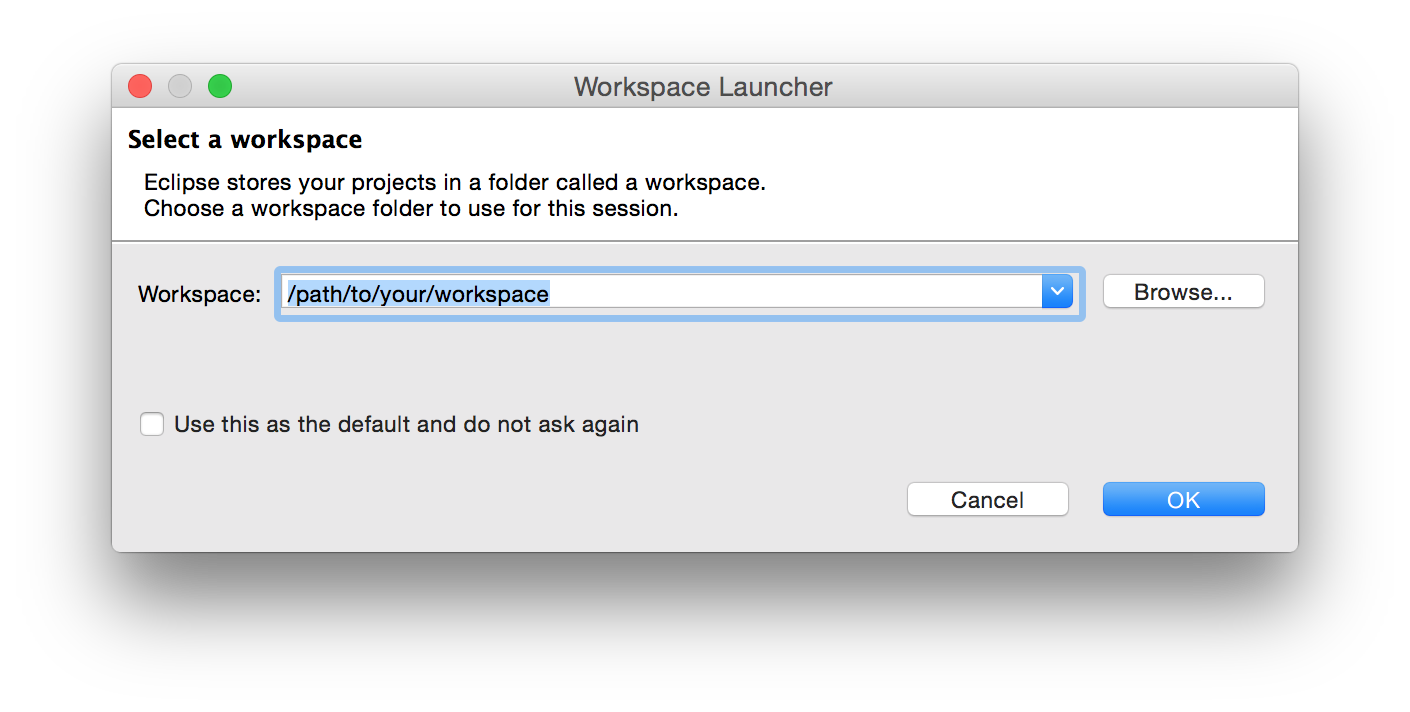 Workspace Launcher
Select a workspace
Eclipse stores your projects in a folder called a workspace.
Choose a workspace folder to use for this session.
Workspace: /path/to/your/workspace Browse...
Use this as the default and do not ask again
Cancel OK